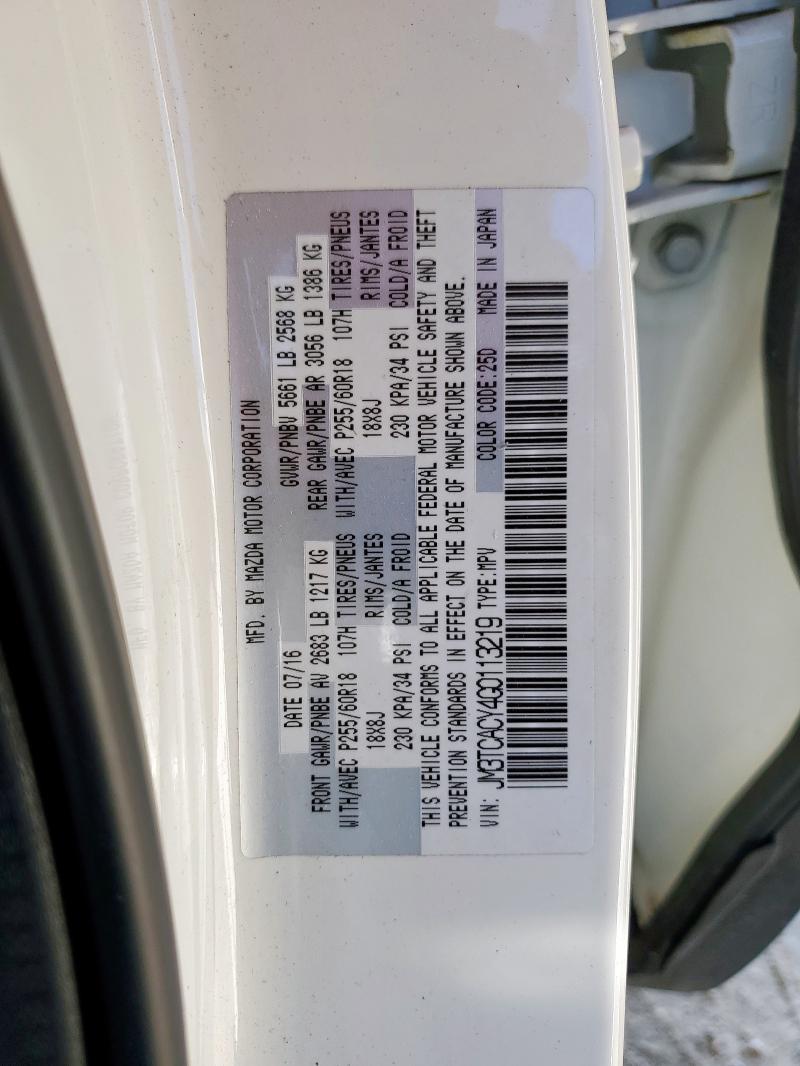 MFD. BY MAZDA MOTOR CORPORATION
DATE 07/16 GVWR/PNBV 5661 LB 2568 KG
FRONT GAWR/PNBE AV 2683 LB 1217 KG REAR GAWR/PNBE AR 3056 LB 1386 KG
WITH/AVEC P255/60R18 107H TIRES/PNEUS WITH/AVEC P255/60R18 107H TIRES/PNEUS
18X8J RIMS/JANTES 18X8J RIMS/JANTES
230 KPA/34 PSI COLD/A FROID 230 KPA/34 PSI COLD/A FROID
THIS VEHICLE CONFORMS TO ALL APPLICABLE FEDERAL MOTOR VEHICLE SAFETY AND THEFT
PREVENTION STANDARDS IN EFFECT ON THE DATE OF MANUFACTURE SHOWN ABOVE.
VIN: JM3TCACY4G0113219 TYPE:MPV COLOR CODE:25D MADE IN JAPAN
ZR